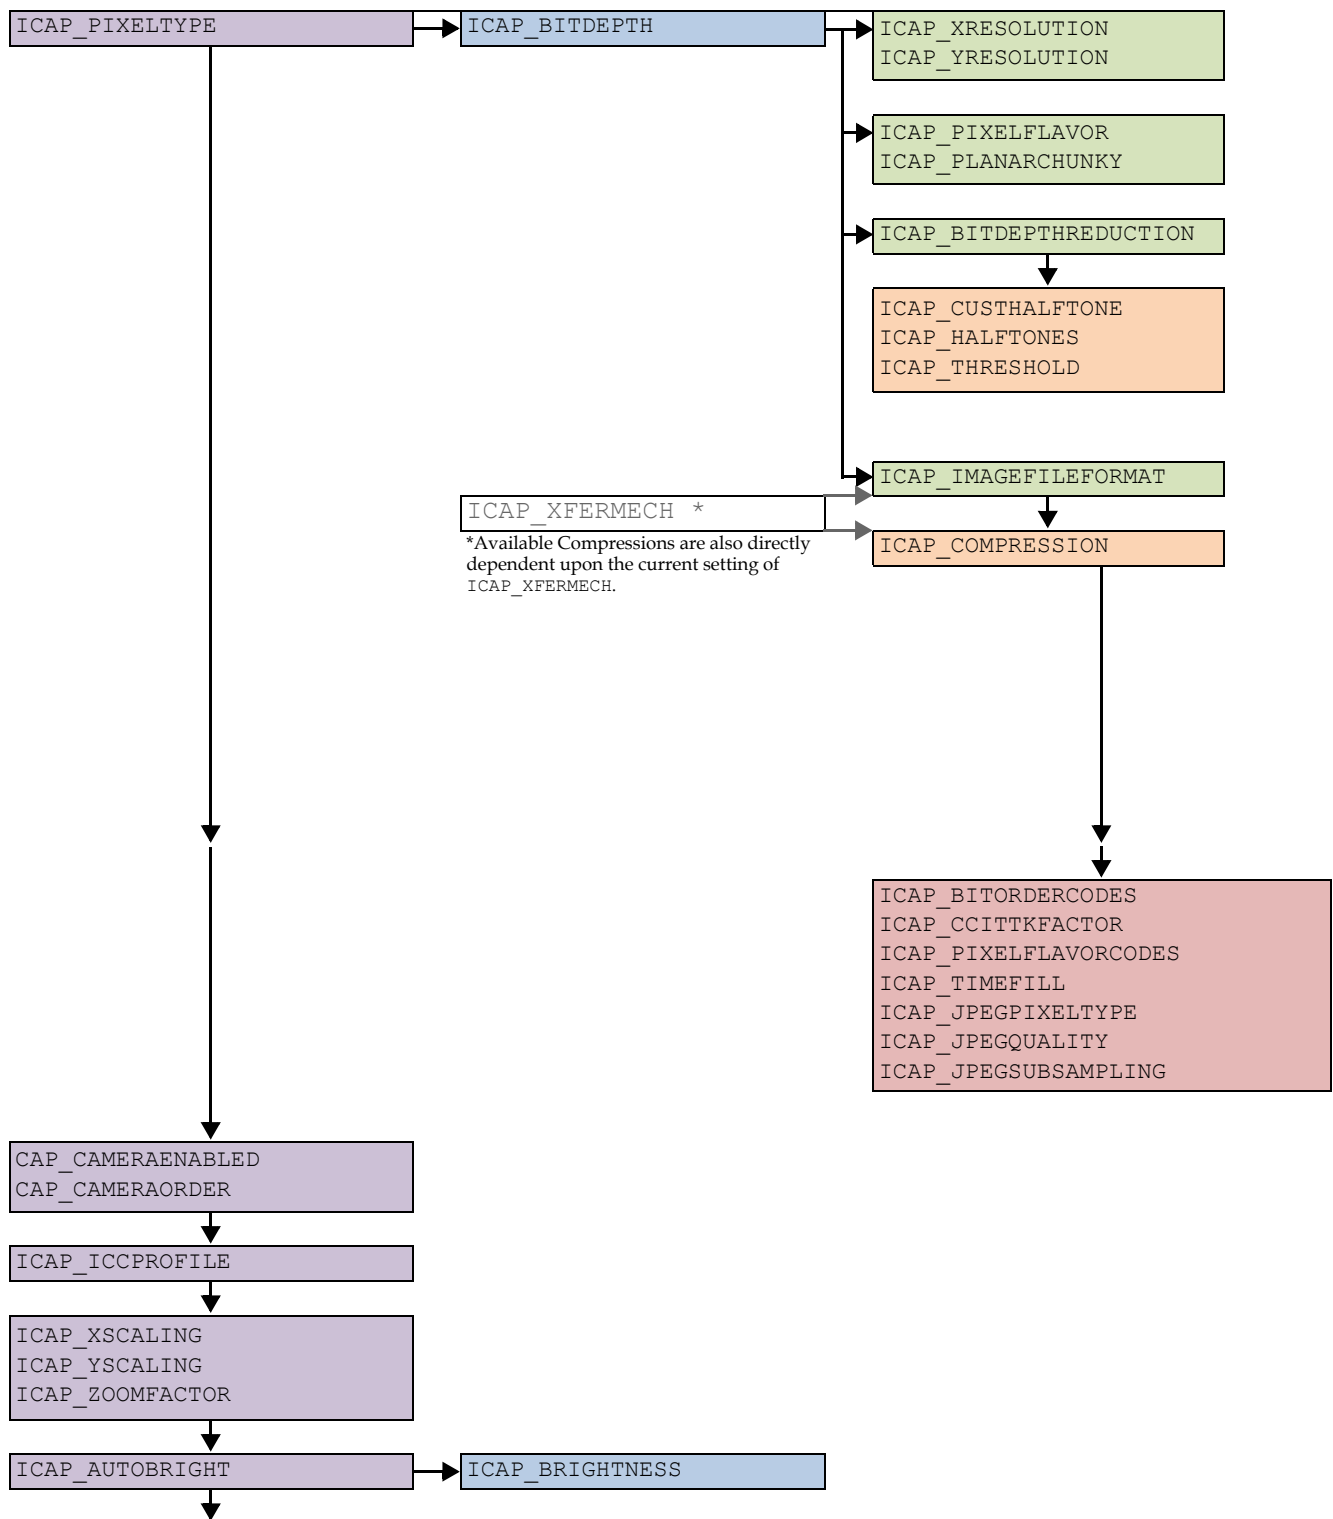 ICAP_PIXELTYPE
ICAP_BITDEPTH
ICAP_XRESOLUTION
ICAP_YRESOLUTION
ICAP_PIXELFLAVOR
ICAP_PLANARCHUNKY
ICAP_BITDEPTHREDUCTION
ICAP_CUSTHALFTONE
ICAP_HALFTONES
ICAP_THRESHOLD
ICAP_IMAGEFILEFORMAT
ICAP_XFERMECH *
*Available Compressions are also directly
dependent upon the current setting of
ICAP_XFERMECH.
ICAP_COMPRESSION
ICAP_BITORDERCODES
ICAP_CCITTKFACTOR
ICAP_PIXELFLAVORCODES
ICAP_TIMEFILL
ICAP_JPEGPIXELTYPE
ICAP_JPEGQUALITY
ICAP_JPEGSUBSAMPLING
CAP_CAMERAENABLED
CAP_CAMERAORDER
ICAP_ICCPROFILE
ICAP_XSCALING
ICAP_YSCALING
ICAP_ZOOMFACTOR
ICAP_AUTOBRIGHT
ICAP_BRIGHTNESS